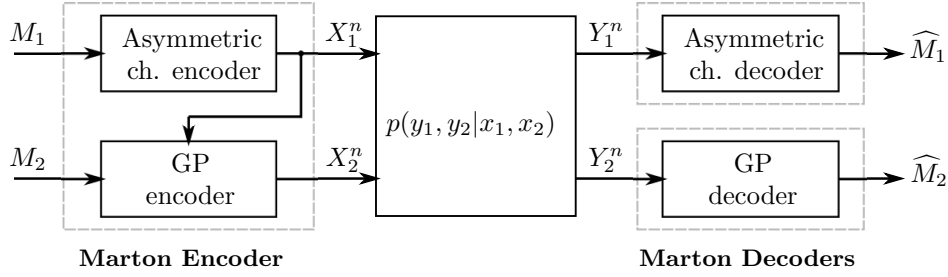 M₁ Asymmetric ch. encoder X₁ⁿ p(y₁, y₂|x₁, x₂) Y₁ⁿ Asymmetric ch. decoder M̂₁
M₂ GP encoder X₂ⁿ Y₂ⁿ GP decoder M̂₂
Marton Encoder Marton Decoders